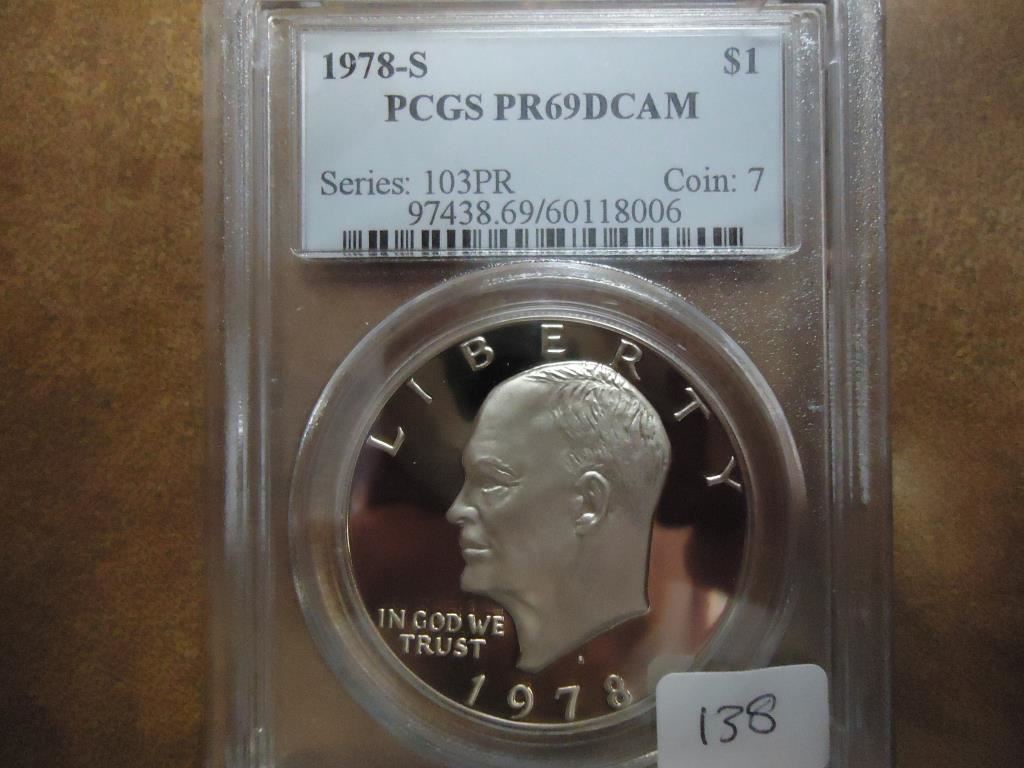 1978-S $1
PCGS PR69DCAM
Series: 103PR Coin: 7
97438.69/60118006
LIBERTY
IN GOD WE
TRUST
1978
138